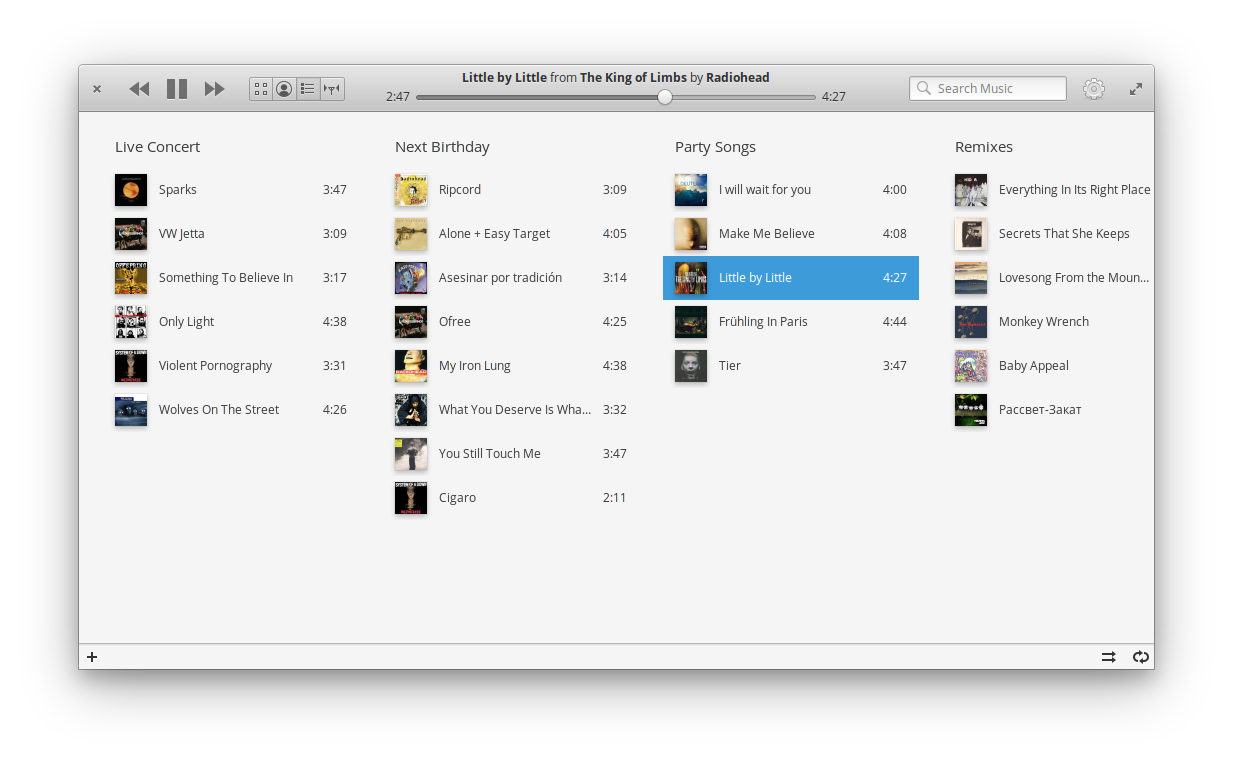 Little by Little from The King of Limbs by Radiohead
2:47 4:27
Search Music
Live Concert
Sparks 3:47
VW Jetta 3:09
Something To Believe In 3:17
Only Light 4:38
Violent Pornography 3:31
Wolves On The Street 4:26
Next Birthday
Ripcord 3:09
Alone + Easy Target 4:05
Asesinar por tradición 3:14
Ofree 4:25
My Iron Lung 4:38
What You Deserve Is Wha... 3:32
You Still Touch Me 3:47
Cigaro 2:11
Party Songs
I will wait for you 4:00
Make Me Believe 4:08
Little by Little 4:27
Frühling In Paris 4:44
Tier 3:47
Remixes
Everything In Its Right Place
Secrets That She Keeps
Lovesong From the Moun...
Monkey Wrench
Baby Appeal
Рассвет-Закат